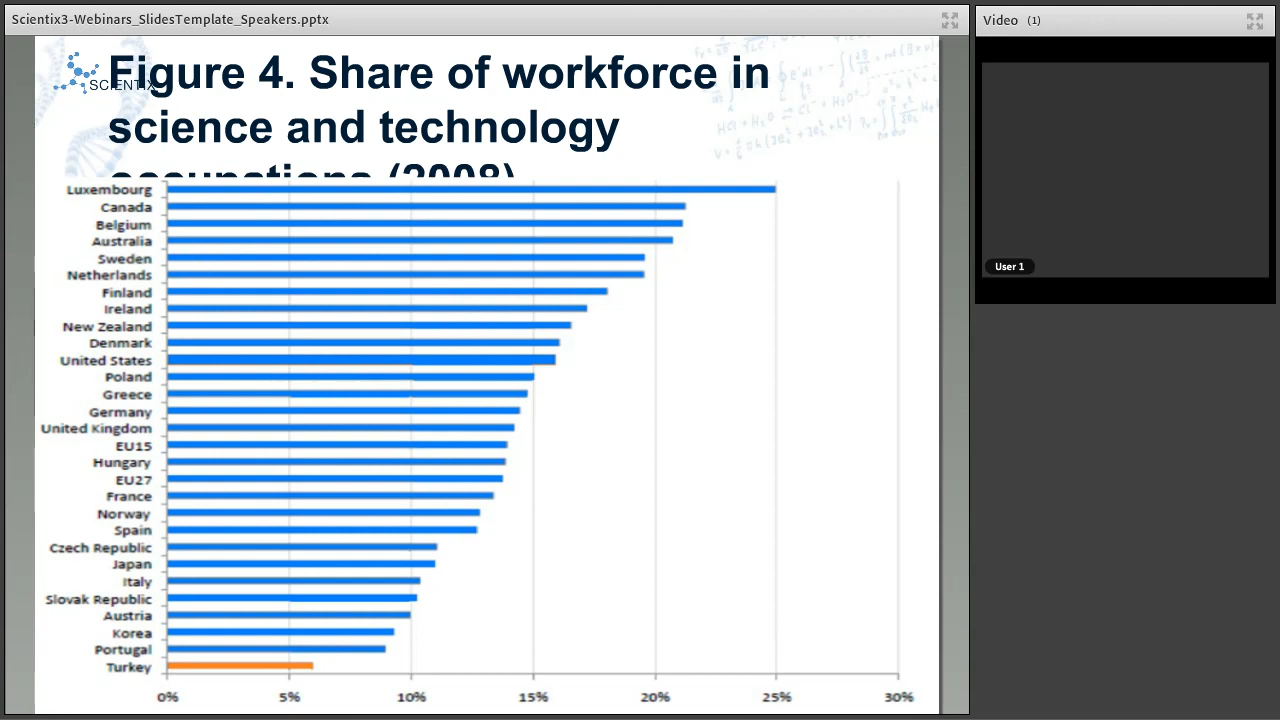 Scientix3-Webinars_SlidesTemplate_Speakers.pptx
Video (1)
User 1
SCIENTIX
Figure 4. Share of workforce in
science and technology
occupations (2008)
Luxembourg
Canada
Belgium
Australia
Sweden
Netherlands
Finland
Ireland
New Zealand
Denmark
United States
Poland
Greece
Germany
United Kingdom
EU15
Hungary
EU27
France
Norway
Spain
Czech Republic
Japan
Italy
Slovak Republic
Austria
Korea
Portugal
Turkey
0% 5% 10% 15% 20% 25% 30%